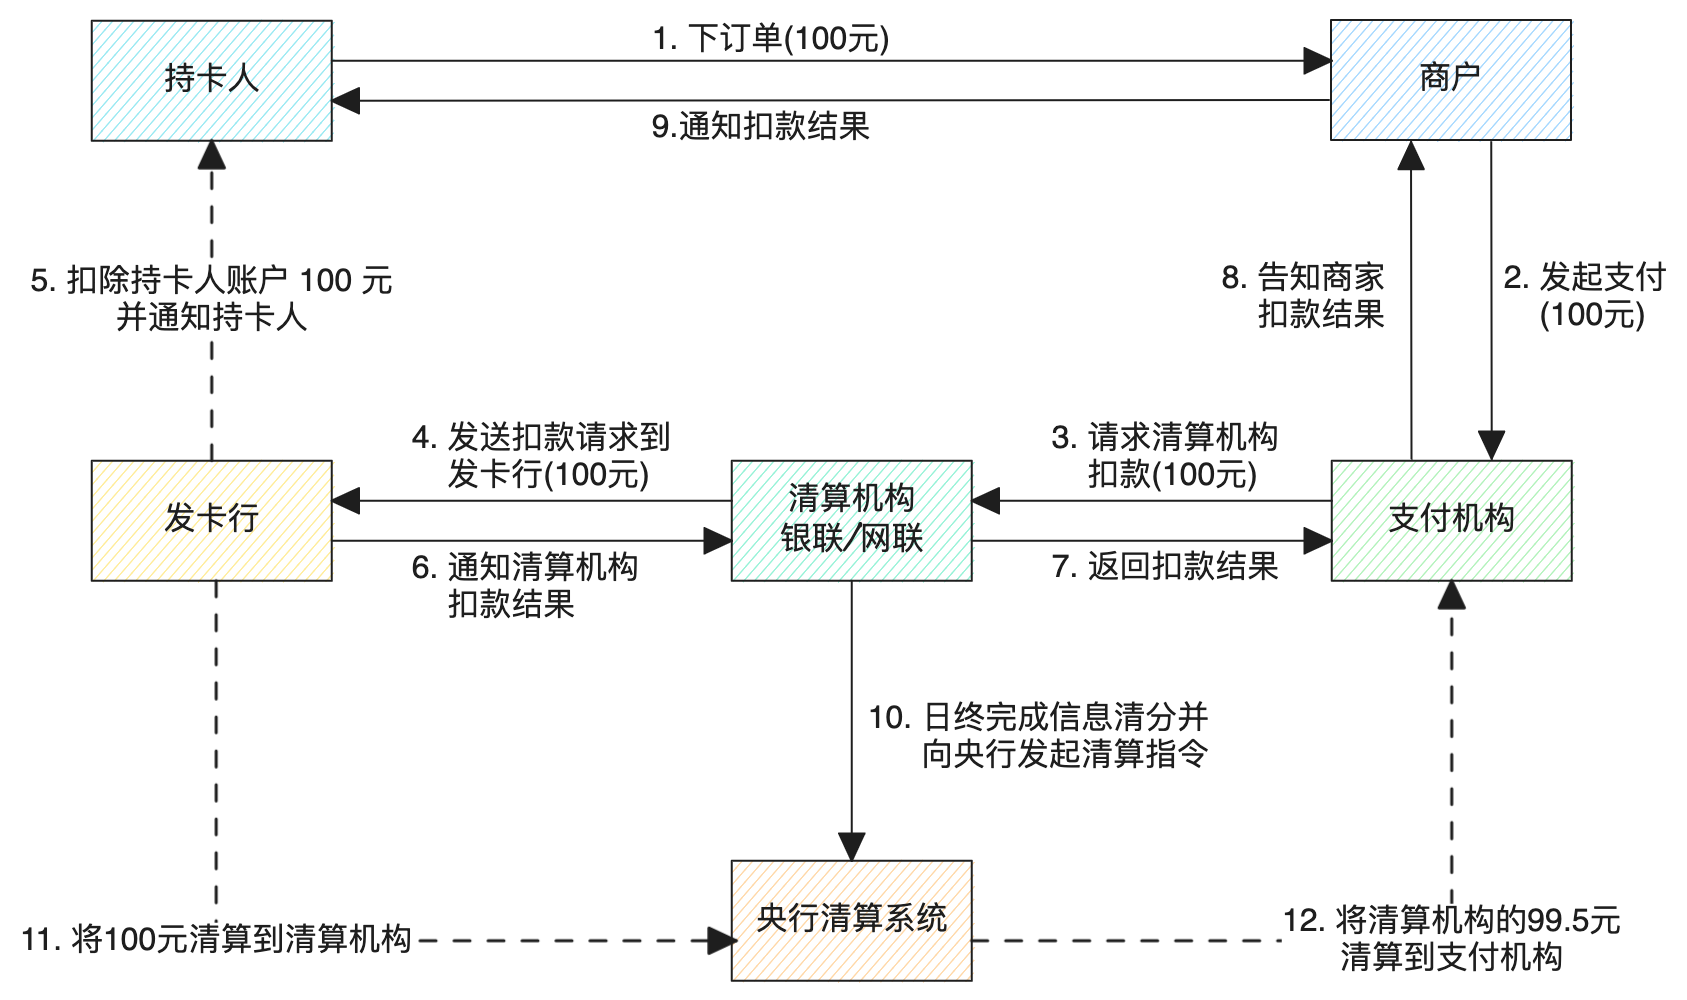 持卡人
1. 下订单(100元)
商户
9.通知扣款结果
5. 扣除持卡人账户 100 元
并通知持卡人
8. 告知商家
扣款结果
2. 发起支付
(100元)
4. 发送扣款请求到
发卡行(100元)
3. 请求清算机构
扣款(100元)
发卡行
清算机构
银联/网联
支付机构
6. 通知清算机构
扣款结果
7. 返回扣款结果
10. 日终完成信息清分并
向央行发起清算指令
央行清算系统
11. 将100元清算到清算机构
12. 将清算机构的99.5元
清算到支付机构